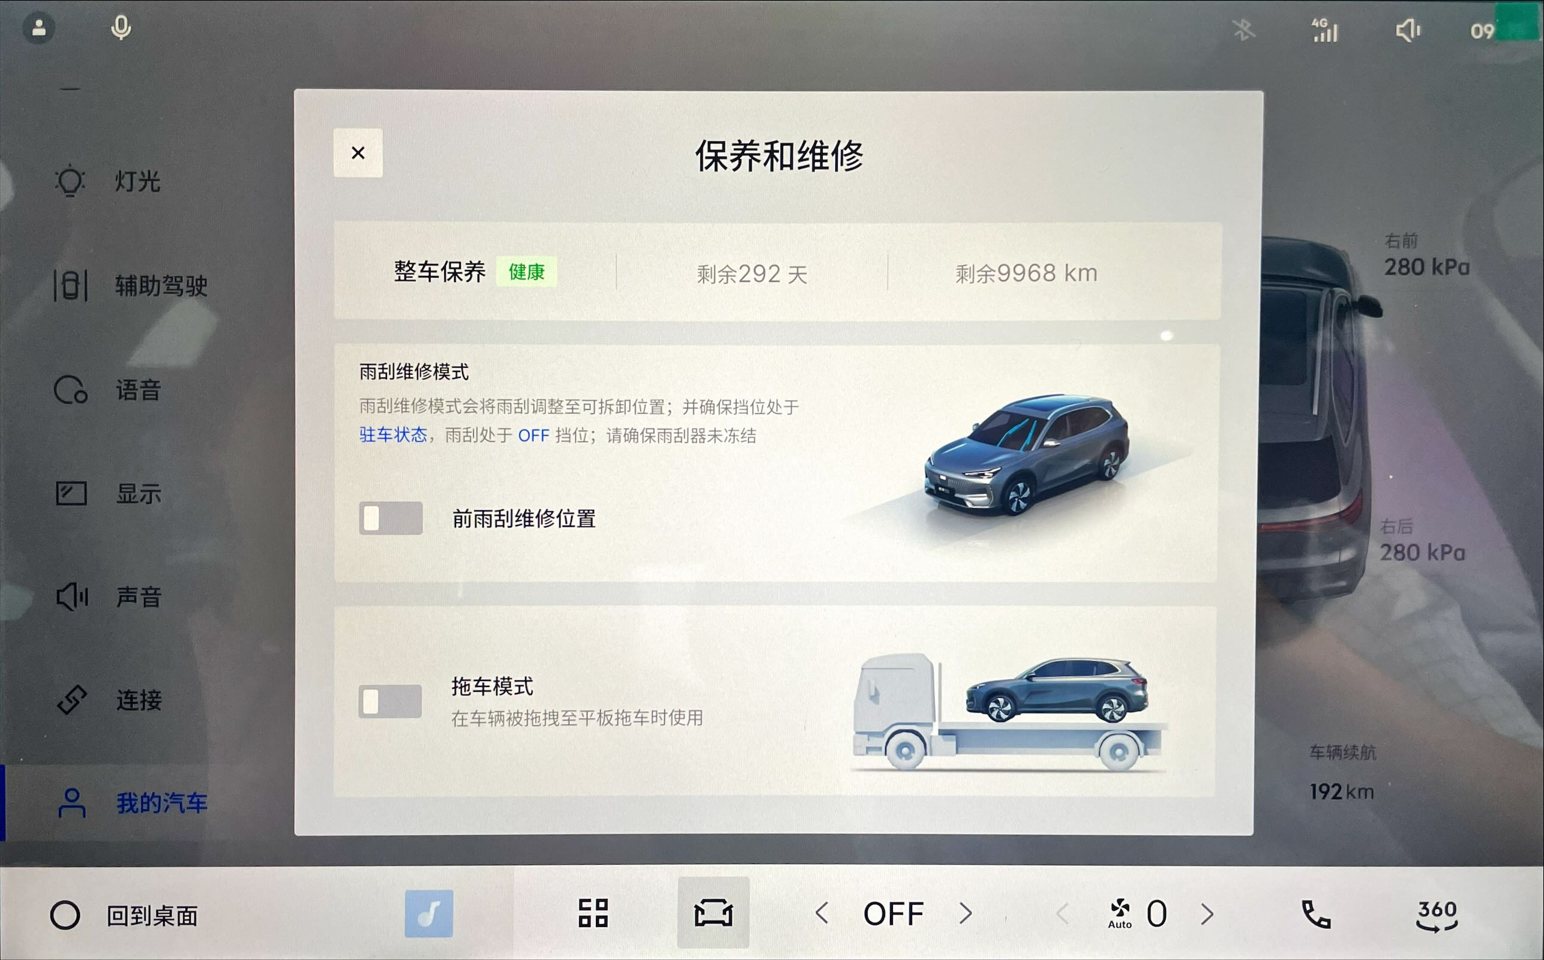 4G
09
灯光
辅助驾驶
语音
显示
声音
连接
我的汽车
保养和维修
整车保养 健康 剩余292 天 剩余9968 km
雨刮维修模式
雨刮维修模式会将雨刮调整至可拆卸位置；并确保挡位处于
驻车状态，雨刮处于 OFF 挡位；请确保雨刮器未冻结
前雨刮维修位置
拖车模式
在车辆被拖拽至平板拖车时使用
右前
280 kPa
右后
280 kPa
车辆续航
192km
回到桌面
OFF
Auto
0
360